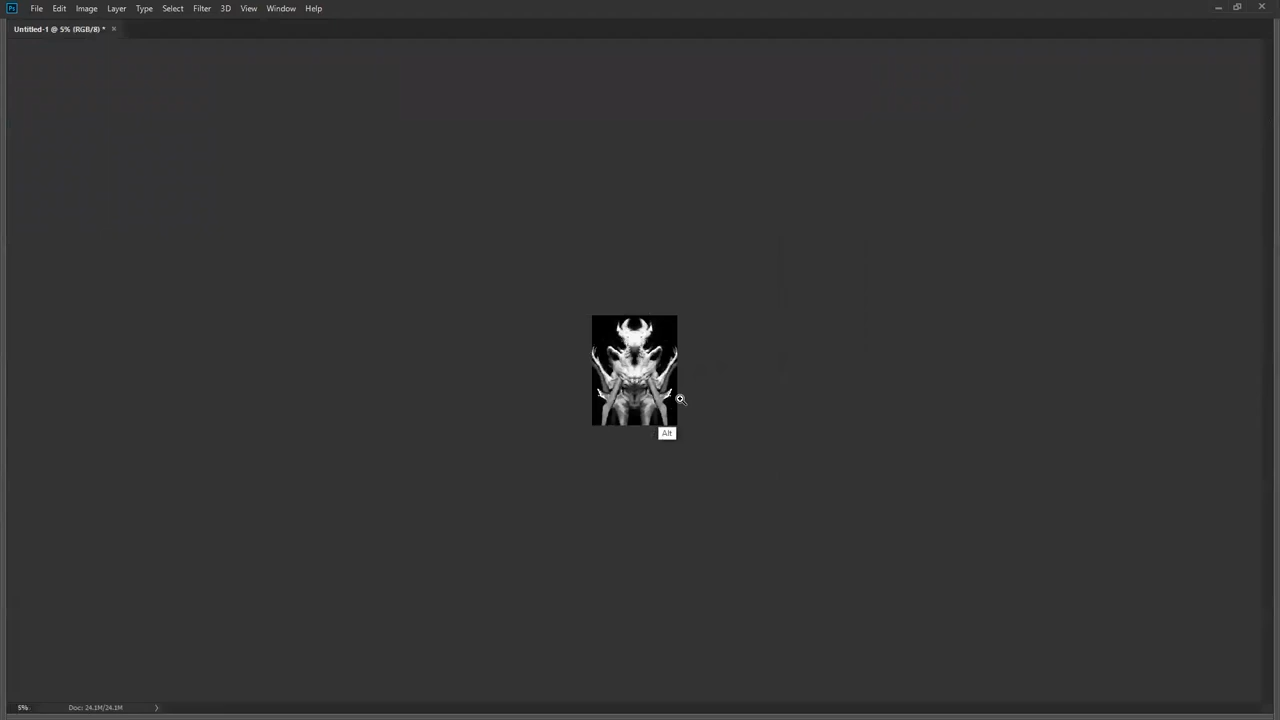 Ps File Edit Image Layer Type Select Filter 3D View Window Help
Untitled-1 @ 5% (RGB/8) * ×
Alt
5% Doc: 24.1M/24.1M